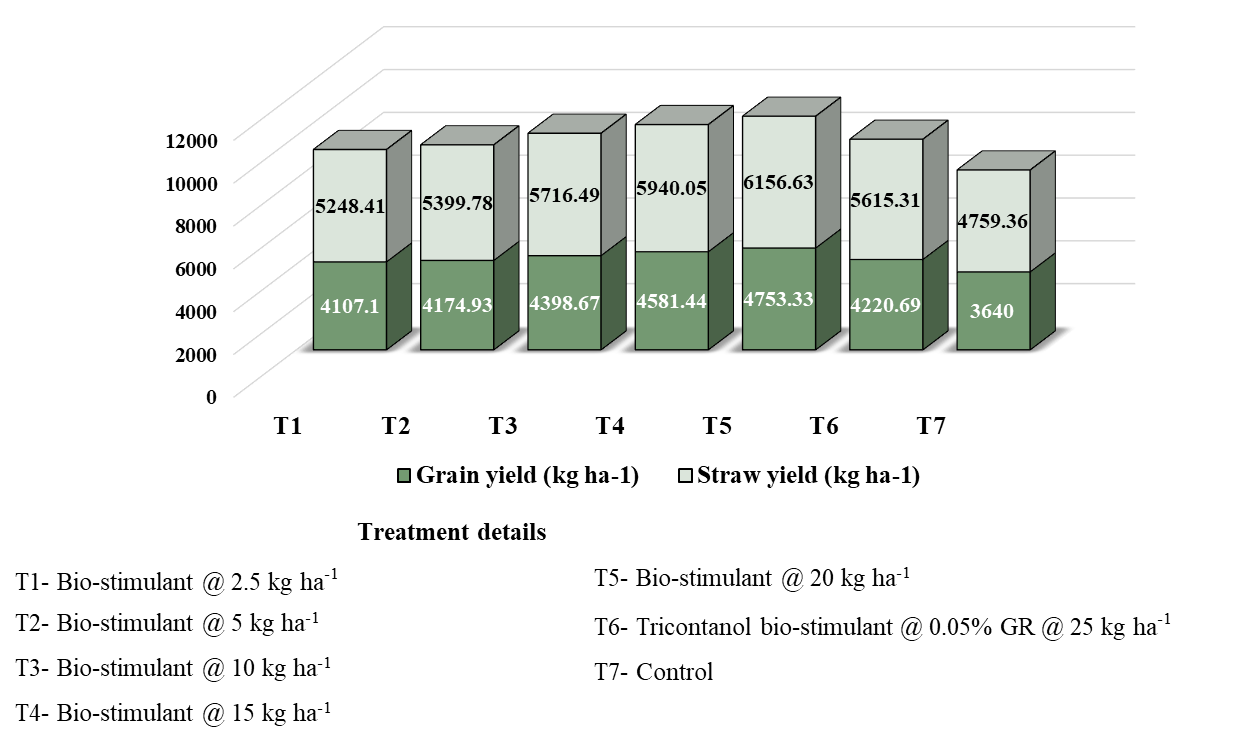 12000
10000
8000
6000
4000
2000
0
5248.41
5399.78
5716.49
5940.05
6156.63
5615.31
4759.36
4107.1
4174.93
4398.67
4581.44
4753.33
4220.69
3640
T1 T2 T3 T4 T5 T6 T7
Grain yield (kg ha-1) Straw yield (kg ha-1)
Treatment details
T1- Bio-stimulant @ 2.5 kg ha-1
T2- Bio-stimulant @ 5 kg ha-1
T3- Bio-stimulant @ 10 kg ha-1
T4- Bio-stimulant @ 15 kg ha-1
T5- Bio-stimulant @ 20 kg ha-1
T6- Tricontanol bio-stimulant @ 0.05% GR @ 25 kg ha-1
T7- Control